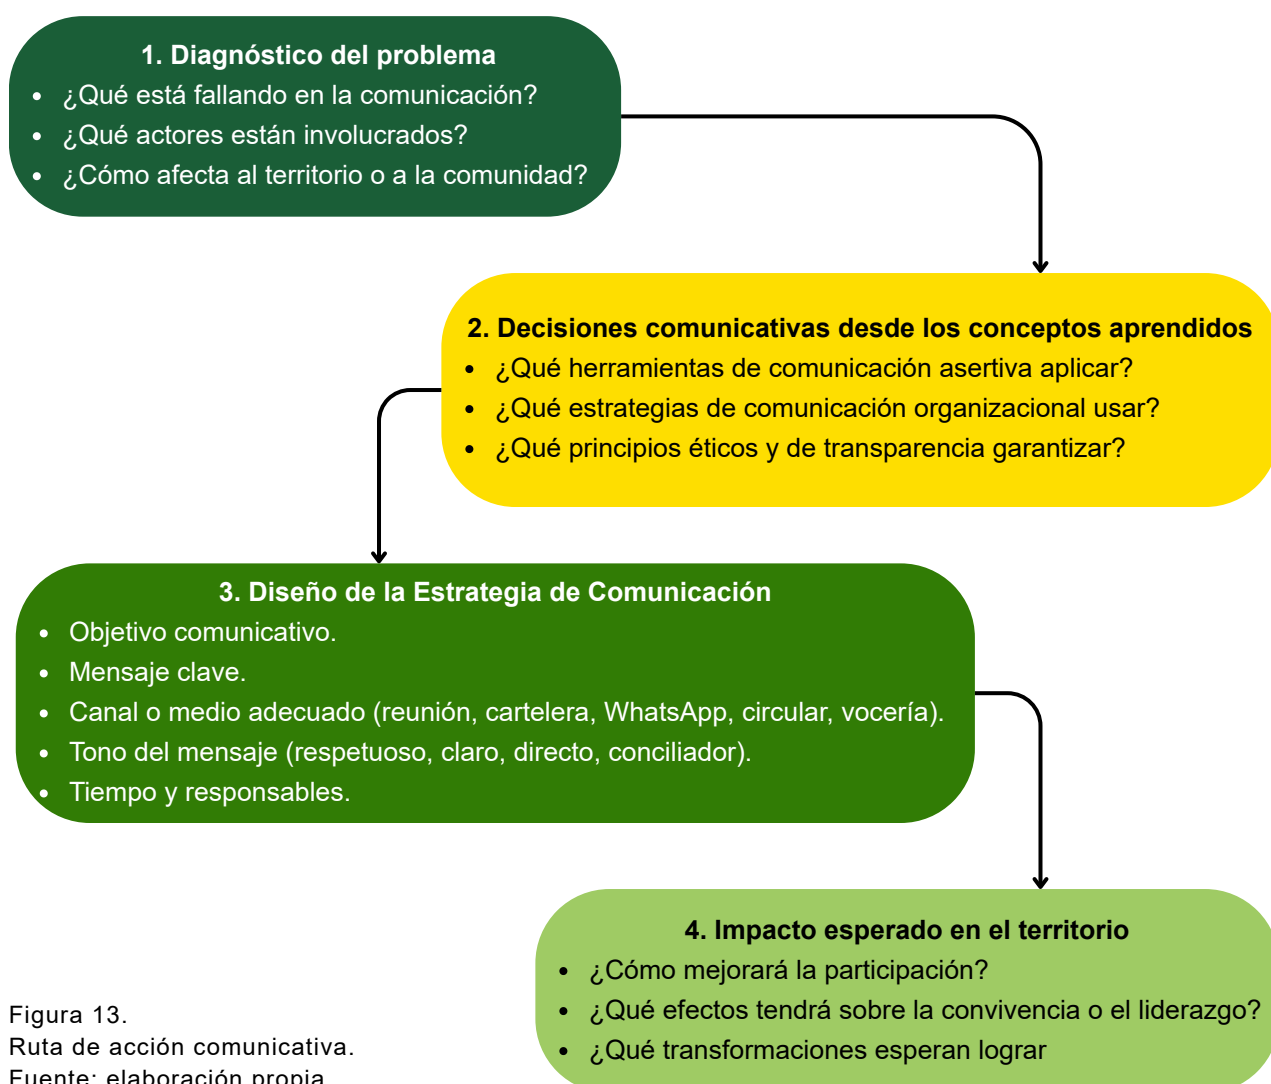 1. Diagnóstico del problema
• ¿Qué está fallando en la comunicación?
• ¿Qué actores están involucrados?
• ¿Cómo afecta al territorio o a la comunidad?
2. Decisiones comunicativas desde los conceptos aprendidos
• ¿Qué herramientas de comunicación asertiva aplicar?
• ¿Qué estrategias de comunicación organizacional usar?
• ¿Qué principios éticos y de transparencia garantizar?
3. Diseño de la Estrategia de Comunicación
• Objetivo comunicativo.
• Mensaje clave.
• Canal o medio adecuado (reunión, cartelera, WhatsApp, circular, vocería).
• Tono del mensaje (respetuoso, claro, directo, conciliador).
• Tiempo y responsables.
4. Impacto esperado en el territorio
• ¿Cómo mejorará la participación?
• ¿Qué efectos tendrá sobre la convivencia o el liderazgo?
• ¿Qué transformaciones esperan lograr
Figura 13.
Ruta de acción comunicativa.
Fuente: elaboración propia